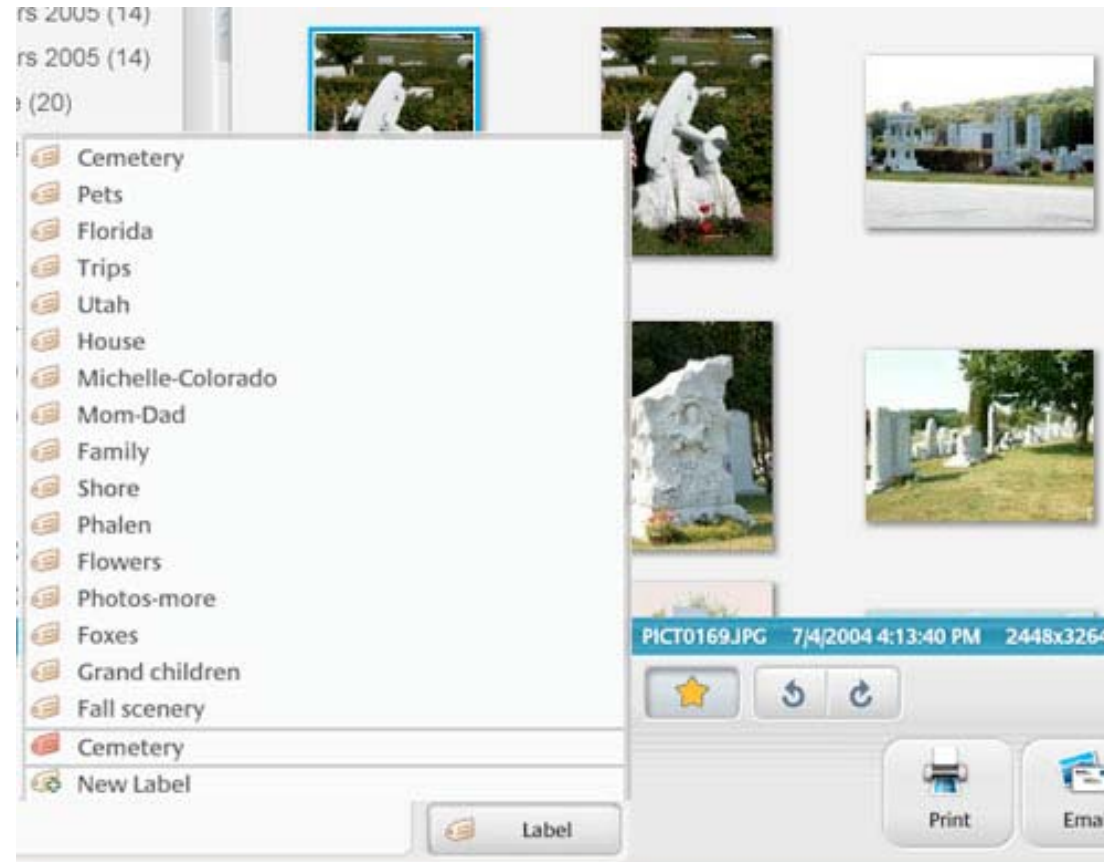 rs 2005 (14)
rs 2005 (14)
(20)
Cemetery
Pets
Florida
Trips
Utah
House
Michelle-Colorado
Mom-Dad
Family
Shore
Phalen
Flowers
Photos-more
Foxes
Grand children
Fall scenery
Cemetery
New Label
Label
PICT0169.JPG 7/4/2004 4:13:40 PM 2448x3264
Print
Ema